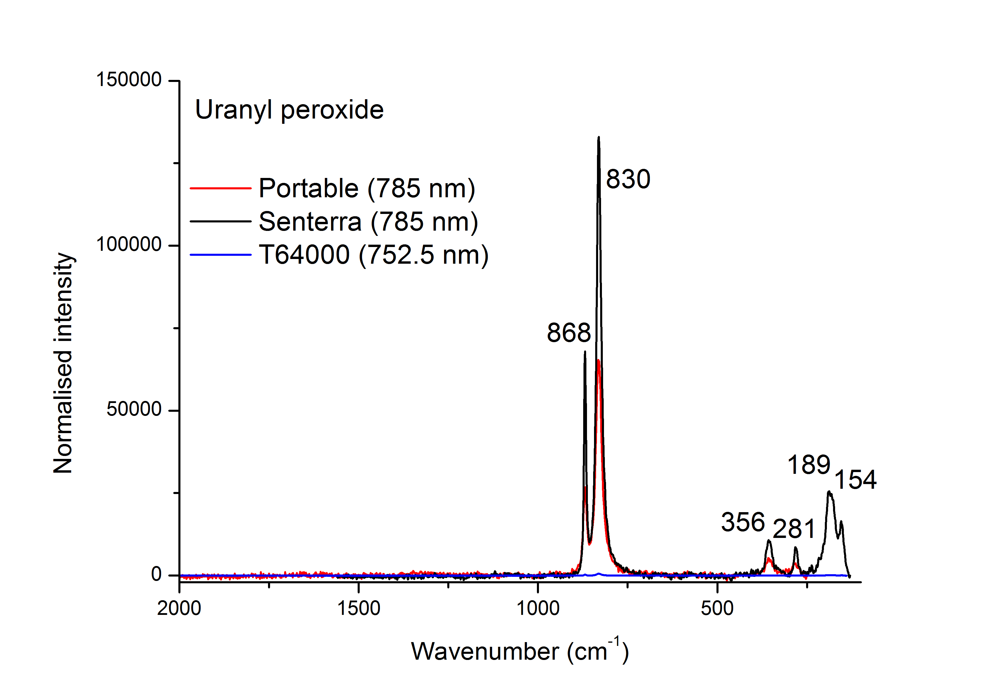 150000
Uranyl peroxide
830
Portable (785 nm)
Senterra (785 nm)
100000
T64000 (752.5 nm)
868
Normalised intensity
50000
189
154
356
281
0
2000
1500
1000
500
Wavenumber (cm⁻¹)